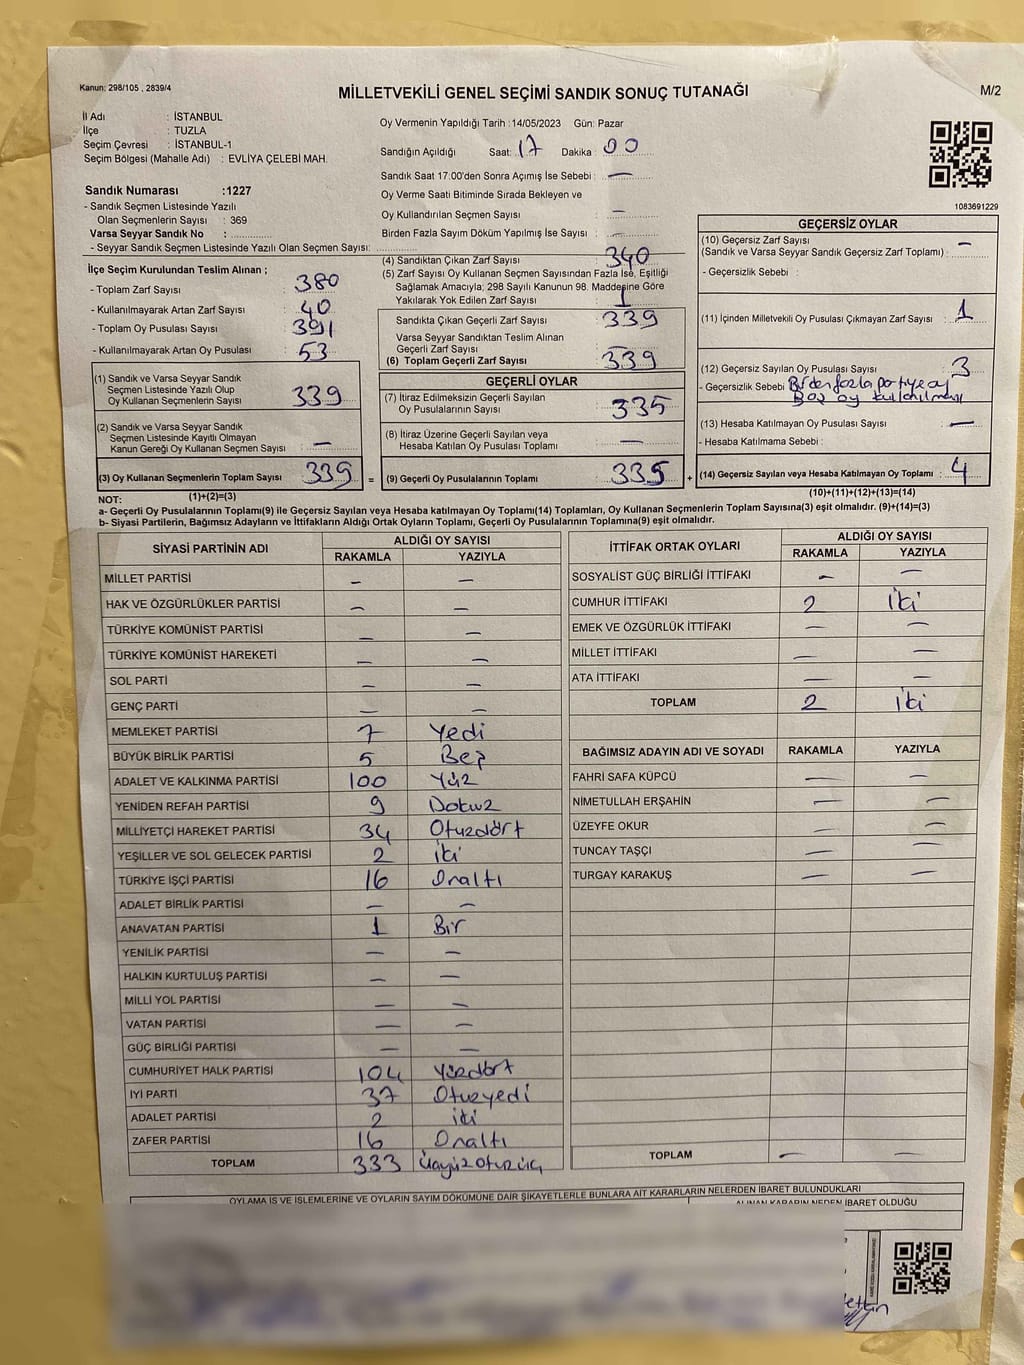 Kanun: 298/105 , 2839/4
MİLLETVEKİLİ GENEL SEÇİMİ SANDIK SONUÇ TUTANAĞI
M/2
İl Adı : İSTANBUL
İlçe : TUZLA
Seçim Çevresi : İSTANBUL-1
Seçim Bölgesi (Mahalle Adı) : EVLİYA ÇELEBİ MAH.
Sandık Numarası :1227
- Sandık Seçmen Listesinde Yazılı
Olan Seçmenlerin Sayısı : 369
Varsa Seyyar Sandık No :
- Seyyar Sandık Seçmen Listesinde Yazılı Olan Seçmen Sayısı:
Oy Vermenin Yapıldığı Tarih :14/05/2023 Gün: Pazar
Sandığın Açıldığı Saat: 17 Dakika : 00
Sandık Saat 17:00'den Sonra Açımış İse Sebebi : —
Oy Verme Saati Bitiminde Sırada Bekleyen ve
Oy Kullandırılan Seçmen Sayısı : —
Birden Fazla Sayım Döküm Yapılmış İse Sayısı : —
1083691229
İlçe Seçim Kurulundan Teslim Alınan ;
- Toplam Zarf Sayısı : 380
- Kullanılmayarak Artan Zarf Sayısı : 40
- Toplam Oy Pusulası Sayısı : 391
- Kullanılmayarak Artan Oy Pusulası : 53
(1) Sandık ve Varsa Seyyar Sandık
Seçmen Listesinde Yazılı Olup
Oy Kullanan Seçmenlerin Sayısı : 339
(2) Sandık ve Varsa Seyyar Sandık
Seçmen Listesinde Kayıtlı Olmayan
Kanun Gereği Oy Kullanan Seçmen Sayısı : —
(3) Oy Kullanan Seçmenlerin Toplam Sayısı : 339 =
(4) Sandıktan Çıkan Zarf Sayısı : 340
(5) Zarf Sayısı Oy Kullanan Seçmen Sayısından Fazla İse, Eşitliği
Sağlamak Amacıyla; 298 Sayılı Kanunun 98. Maddesine Göre
Yakılarak Yok Edilen Zarf Sayısı : 1
Sandıkta Çıkan Geçerli Zarf Sayısı : 339
Varsa Seyyar Sandıktan Teslim Alınan
Geçerli Zarf Sayısı :
(6) Toplam Geçerli Zarf Sayısı : 339
GEÇERLİ OYLAR
(7) İtiraz Edilmeksizin Geçerli Sayılan
Oy Pusulalarının Sayısı : 335
(8) İtiraz Üzerine Geçerli Sayılan veya
Hesaba Katılan Oy Pusulası Toplamı : —
(9) Geçerli Oy Pusulalarının Toplamı : 335 +
GEÇERSİZ OYLAR
(10) Geçersiz Zarf Sayısı —
(Sandık ve Varsa Seyyar Sandık Geçersiz Zarf Toplamı) :
- Geçersizlik Sebebi :
(11) İçinden Milletvekili Oy Pusulası Çıkmayan Zarf Sayısı : 1
(12) Geçersiz Sayılan Oy Pusulası Sayısı : 3
- Geçersizlik Sebebi : Birden fazla partiye oy
Boş oy kullanılması
(13) Hesaba Katılmayan Oy Pusulası Sayısı : —
- Hesaba Katılmama Sebebi :
(14) Geçersiz Sayılan veya Hesaba Katılmayan Oy Toplamı : 4
NOT: (1)+(2)=(3)
(10)+(11)+(12)+(13)=(14)
a- Geçerli Oy Pusulalarının Toplamı(9) ile Geçersiz Sayılan veya Hesaba Katılmayan Oy Toplamı(14) Toplamları, Oy Kullanan Seçmenlerin Toplam Sayısına(3) eşit olmalıdır. (9)+(14)=(3)
b- Siyasi Partilerin, Bağımsız Adayların ve İttifakların Aldığı Ortak Oyların Toplamı, Geçerli Oy Pusulalarının Toplamına(9) eşit olmalıdır.
SİYASİ PARTİNİN ADI ALDIĞI OY SAYISI
RAKAMLA YAZIYLA
MİLLET PARTİSİ — —
HAK VE ÖZGÜRLÜKLER PARTİSİ — —
TÜRKİYE KOMÜNİST PARTİSİ — —
TÜRKİYE KOMÜNİST HAREKETİ — —
SOL PARTİ — —
GENÇ PARTİ — —
MEMLEKET PARTİSİ 7 Yedi
BÜYÜK BİRLİK PARTİSİ 5 Beş
ADALET VE KALKINMA PARTİSİ 100 Yüz
YENİDEN REFAH PARTİSİ 9 Dokuz
MİLLİYETÇİ HAREKET PARTİSİ 34 Otuzdört
YEŞİLLER VE SOL GELECEK PARTİSİ 2 iki
TÜRKİYE İŞÇİ PARTİSİ 16 Onaltı
ADALET BİRLİK PARTİSİ — —
ANAVATAN PARTİSİ 1 Bir
YENİLİK PARTİSİ — —
HALKIN KURTULUŞ PARTİSİ — —
MİLLİ YOL PARTİSİ — —
VATAN PARTİSİ — —
GÜÇ BİRLİĞİ PARTİSİ — —
CUMHURİYET HALK PARTİSİ 104 Yüzdört
İYİ PARTİ 37 Otuzyedi
ADALET PARTİSİ 2 iki
ZAFER PARTİSİ 16 Onaltı
TOPLAM 333 üçyüzotuzüç
İTTİFAK ORTAK OYLARI ALDIĞI OY SAYISI
RAKAMLA YAZIYLA
SOSYALİST GÜÇ BİRLİĞİ İTTİFAKI — —
CUMHUR İTTİFAKI 2 iki
EMEK VE ÖZGÜRLÜK İTTİFAKI — —
MİLLET İTTİFAKI — —
ATA İTTİFAKI — —
TOPLAM 2 iki
BAĞIMSIZ ADAYIN ADI VE SOYADI RAKAMLA YAZIYLA
FAHRİ SAFA KÜPCÜ — —
NİMETULLAH ERŞAHİN — —
ÜZEYFE OKUR — —
TUNCAY TAŞÇI — —
TURGAY KARAKUŞ — —
TOPLAM — —
OYLAMA İŞ VE İŞLEMLERİNE VE OYLARIN SAYIM DÖKÜMÜNE DAİR ŞİKAYETLERLE BUNLARA AİT KARARLARIN NELERDEN İBARET BULUNDUKLARI
ALINAN KARARIN NEDEN İBARET OLDUĞU